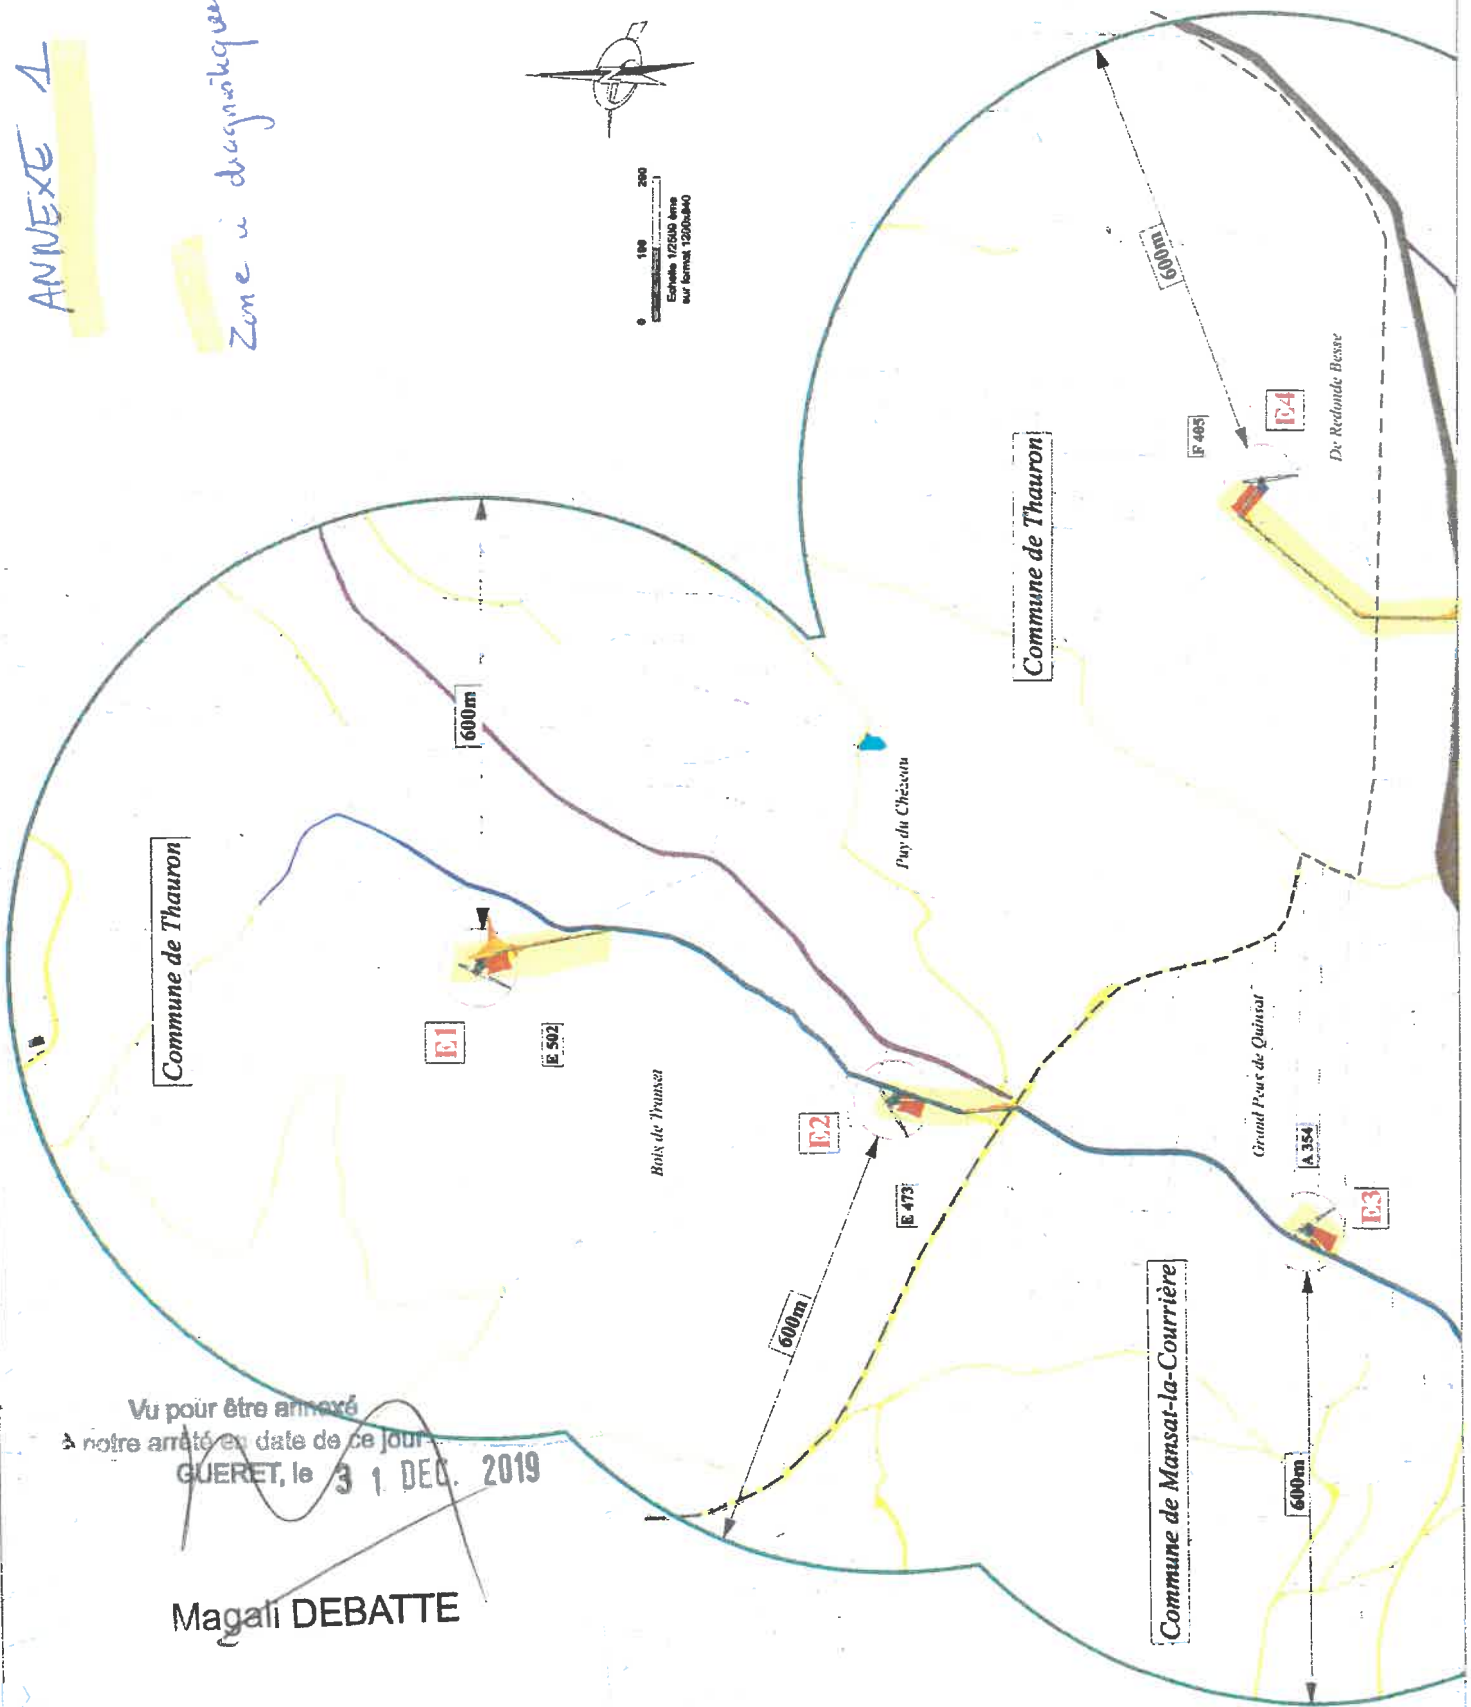 ANNEXE 1
Zone à diagnostiquer
0 100 200
Echelle 1/2500 ème
sur format 1200x840
Commune de Thauron
600m
E1
E 502
Bois de Transet
E2
E 473
600m
Puy du Chézeau
Commune de Thauron
600m
F 405
E4
De Redonde Besse
Grand Peux de Quinsat
A 354
E3
Commune de Mansat-la-Courrière
600m
Vu pour être annexé
à notre arrêté en date de ce jour
GUERET, le 31 DEC. 2019
Magali DEBATTE